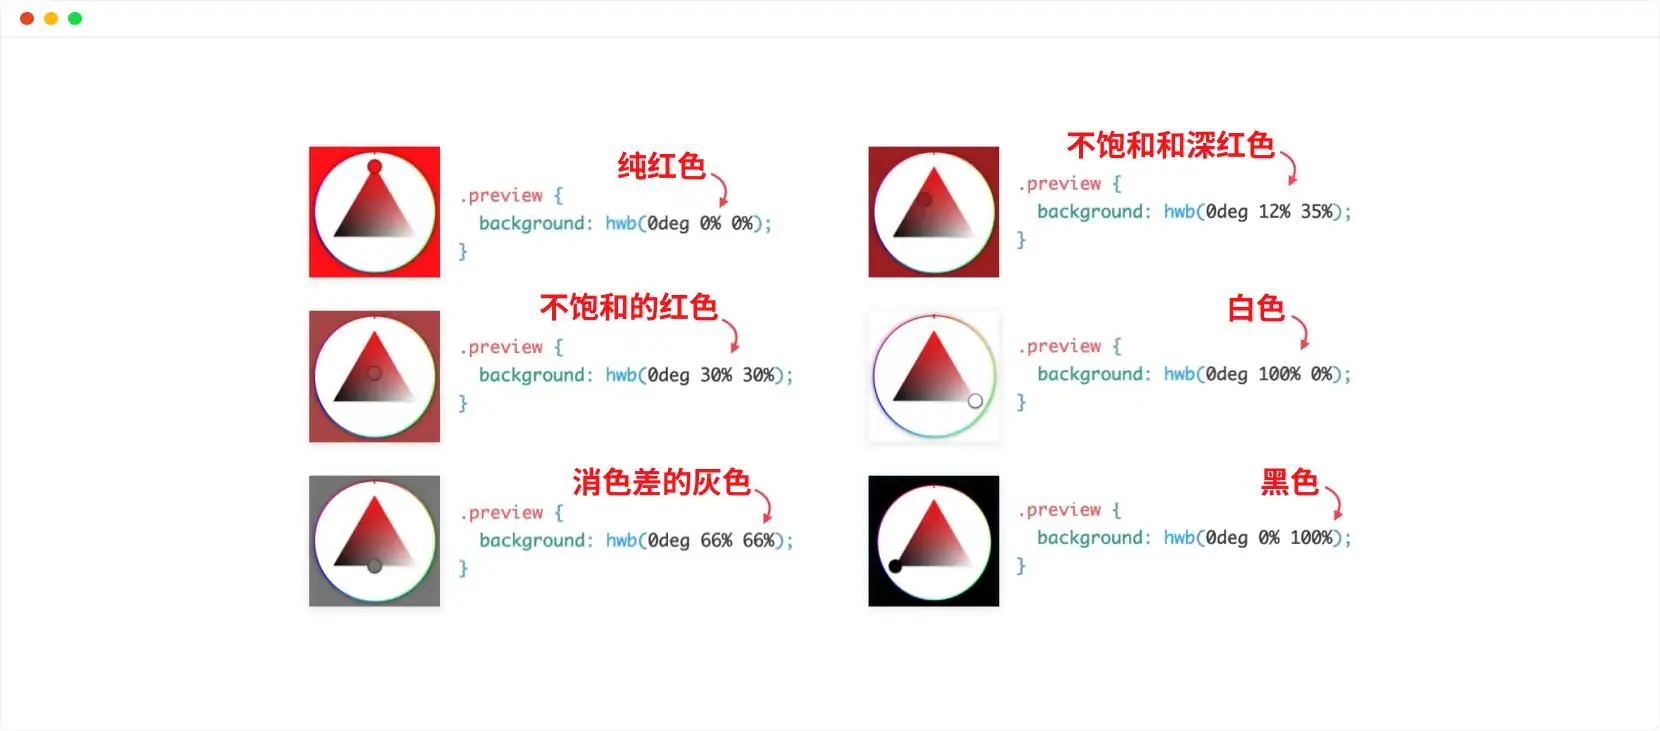 纯红色
.preview {
  background: hwb(0deg 0% 0%);
}
不饱和和深红色
.preview {
  background: hwb(0deg 12% 35%);
}
不饱和的红色
.preview {
  background: hwb(0deg 30% 30%);
}
白色
.preview {
  background: hwb(0deg 100% 0%);
}
消色差的灰色
.preview {
  background: hwb(0deg 66% 66%);
}
黑色
.preview {
  background: hwb(0deg 0% 100%);
}